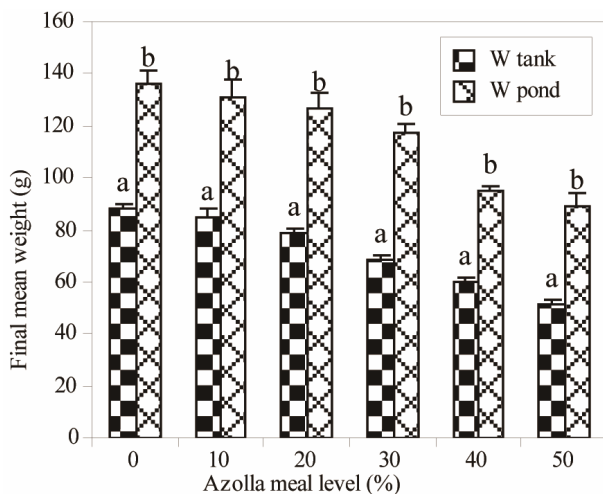 160
140
120
100
80
60
40
20
0
Final mean weight (g)
W tank
W pond
a b
a b
a b
a b
a b
a b
0 10 20 30 40 50
Azolla meal level (%)